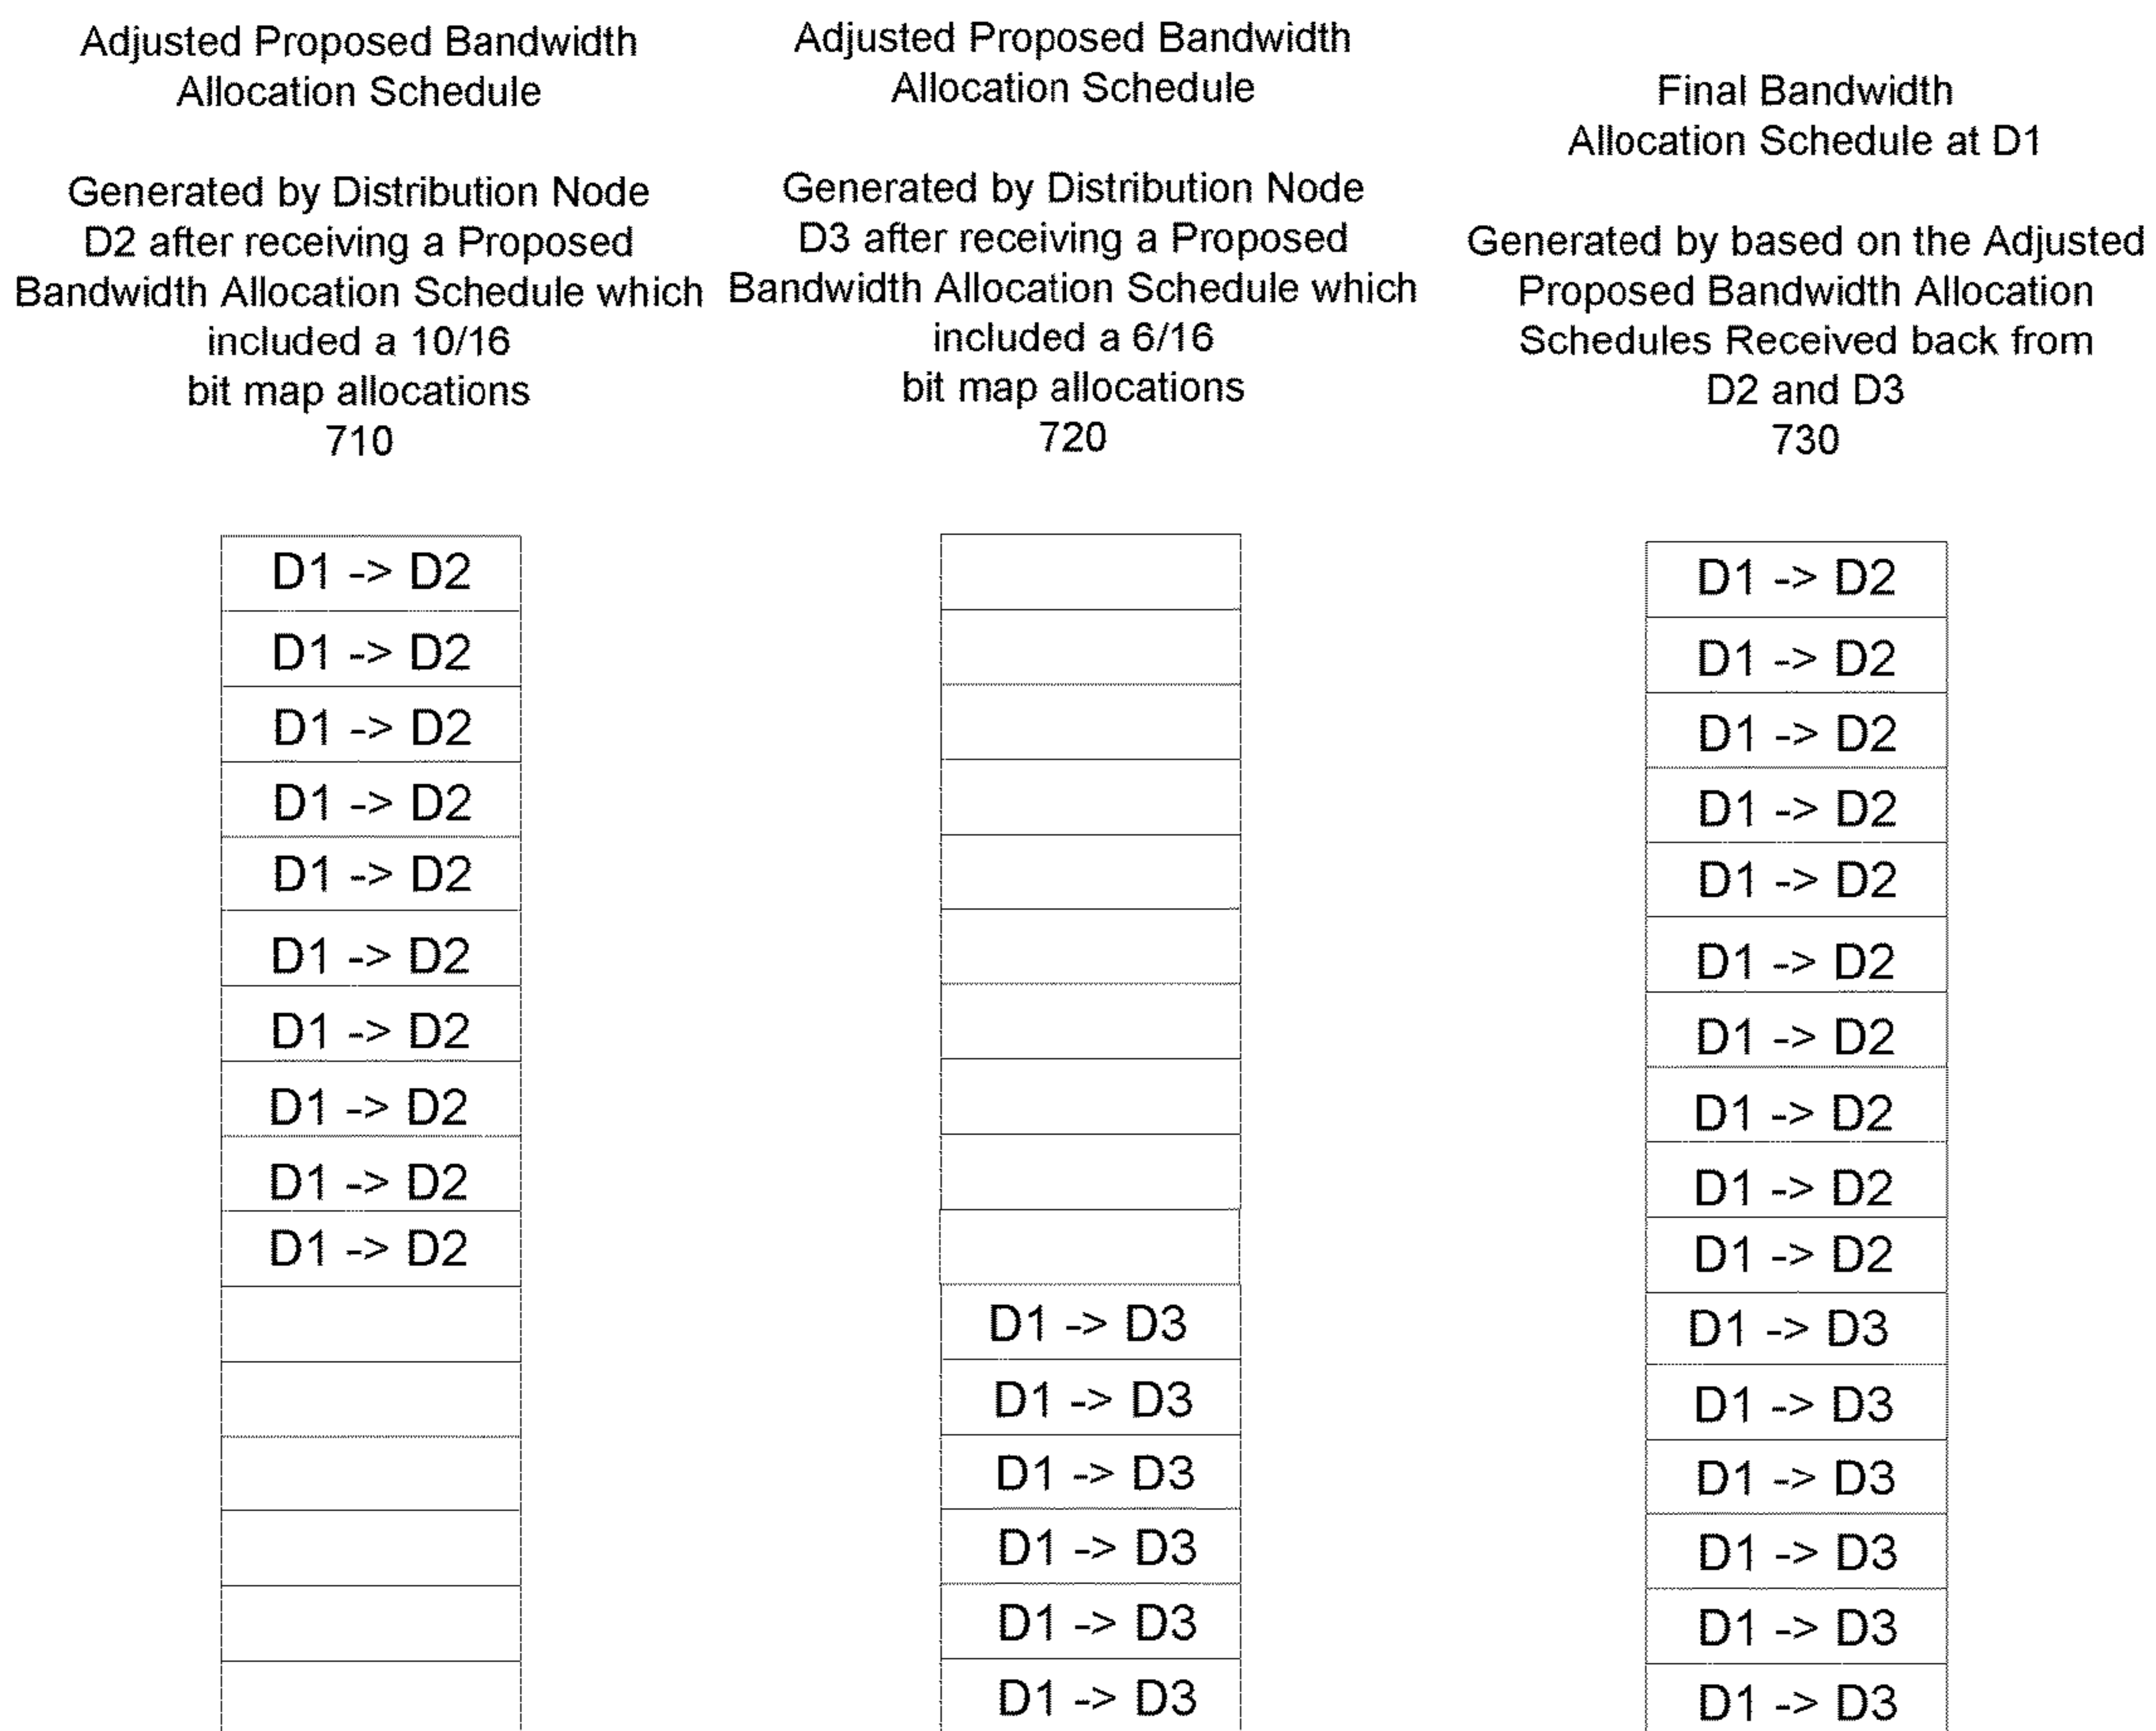 Adjusted Proposed Bandwidth
Allocation Schedule
Generated by Distribution Node
D2 after receiving a Proposed
Bandwidth Allocation Schedule which
included a 10/16
bit map allocations
710
D1 -> D2
D1 -> D2
D1 -> D2
D1 -> D2
D1 -> D2
D1 -> D2
D1 -> D2
D1 -> D2
D1 -> D2
D1 -> D2
Adjusted Proposed Bandwidth
Allocation Schedule
Generated by Distribution Node
D3 after receiving a Proposed
Bandwidth Allocation Schedule which
included a 6/16
bit map allocations
720
D1 -> D3
D1 -> D3
D1 -> D3
D1 -> D3
D1 -> D3
D1 -> D3
Final Bandwidth
Allocation Schedule at D1
Generated by based on the Adjusted
Proposed Bandwidth Allocation
Schedules Received back from
D2 and D3
730
D1 -> D2
D1 -> D2
D1 -> D2
D1 -> D2
D1 -> D2
D1 -> D2
D1 -> D2
D1 -> D2
D1 -> D2
D1 -> D2
D1 -> D3
D1 -> D3
D1 -> D3
D1 -> D3
D1 -> D3
D1 -> D3